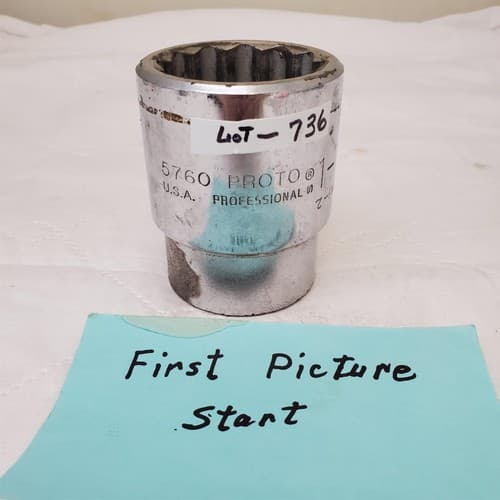 LOT - 736
5760 PROTO ®
U.S.A. PROFESSIONAL S
First Picture
Start